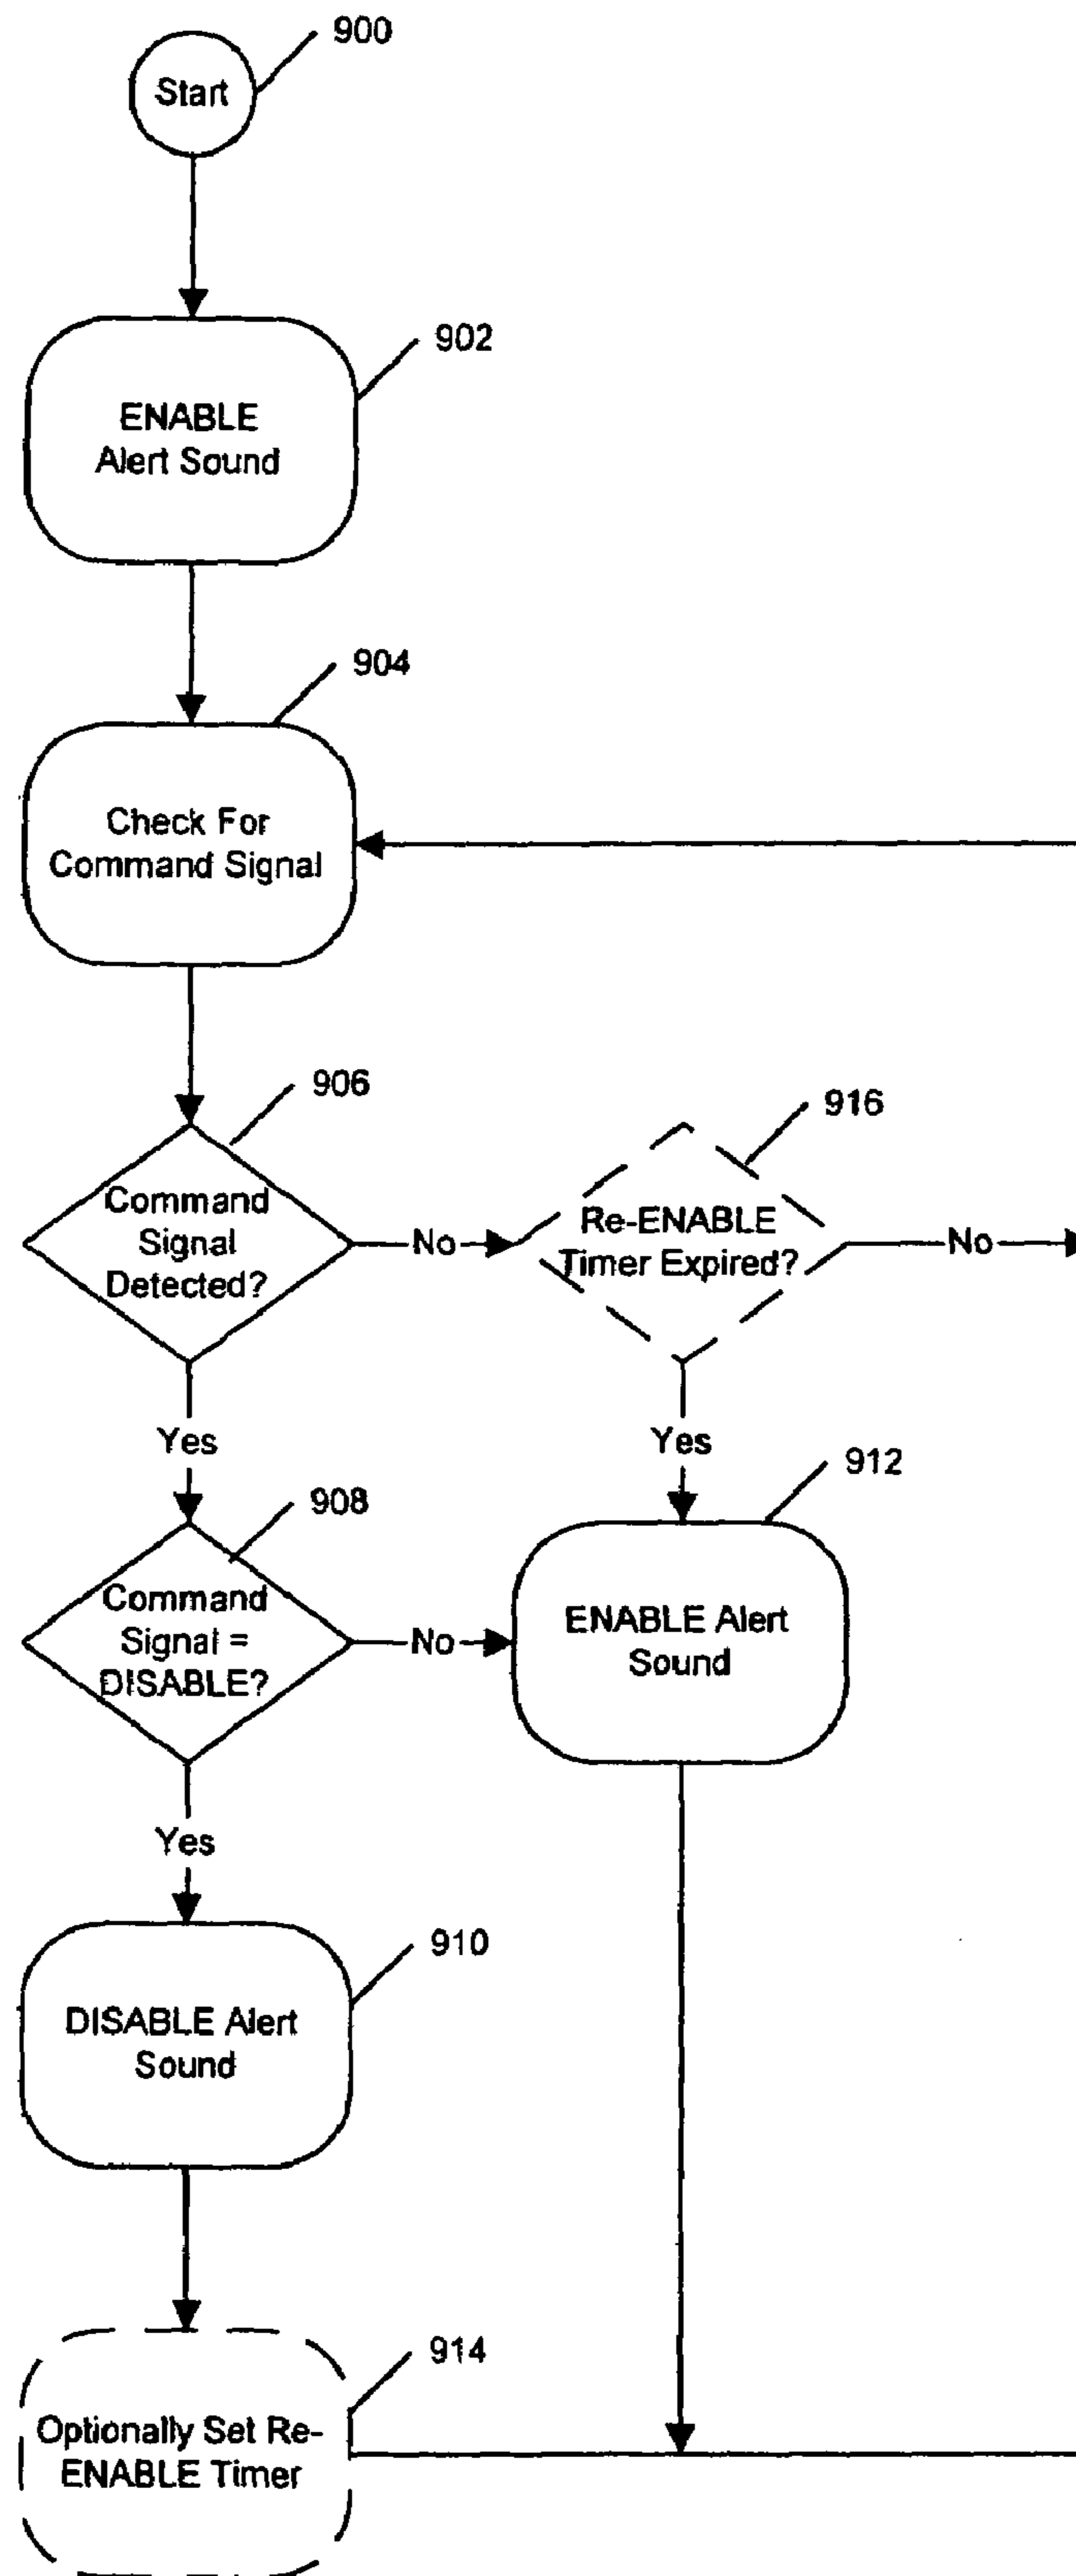 900
Start
902
ENABLE
Alert Sound
904
Check For
Command Signal
906
Command
Signal
Detected?
No
916
Re-ENABLE
Timer Expired?
No
Yes
Yes
908
Command
Signal =
DISABLE?
No
912
ENABLE Alert
Sound
Yes
910
DISABLE Alert
Sound
914
Optionally Set Re-
ENABLE Timer